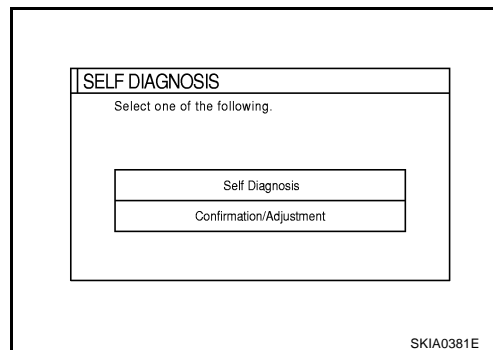 SELF DIAGNOSIS
Select one of the following.
Self Diagnosis
Confirmation/Adjustment
SKIA0381E